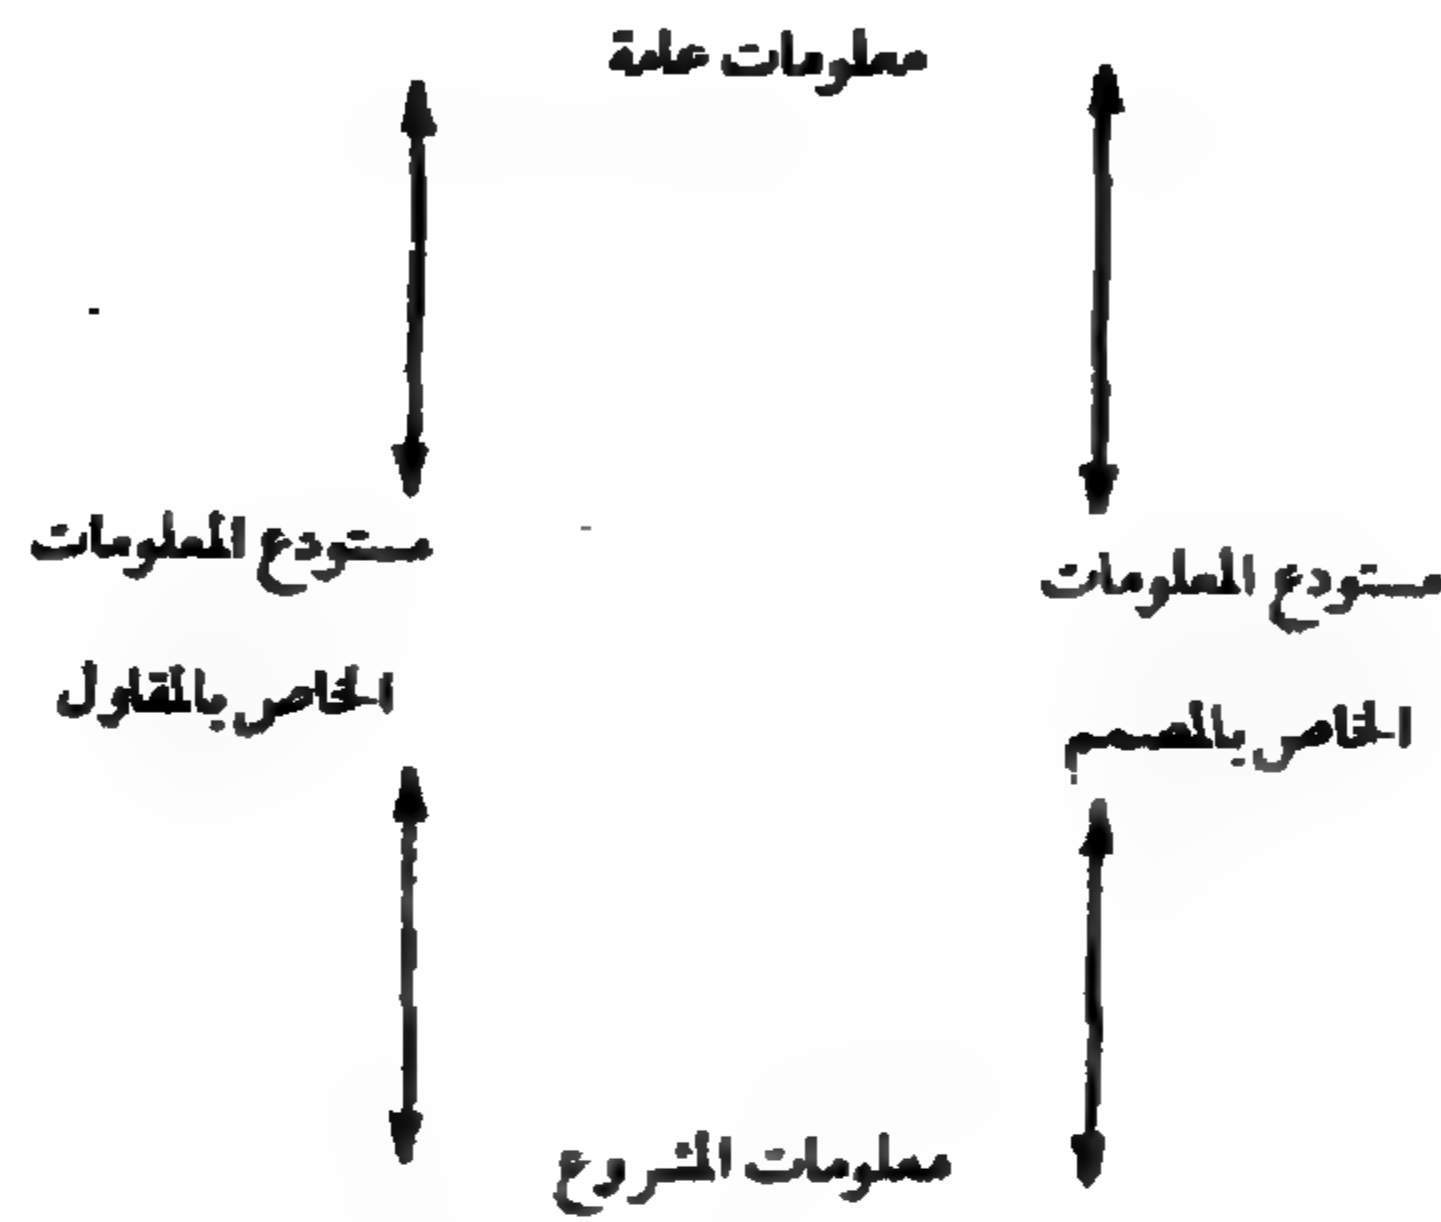 معلومات عامة
مستودع المعلومات
الخاص بالمصمم
مستودع المعلومات
الخاص بالمقاول
معلومات المشروع